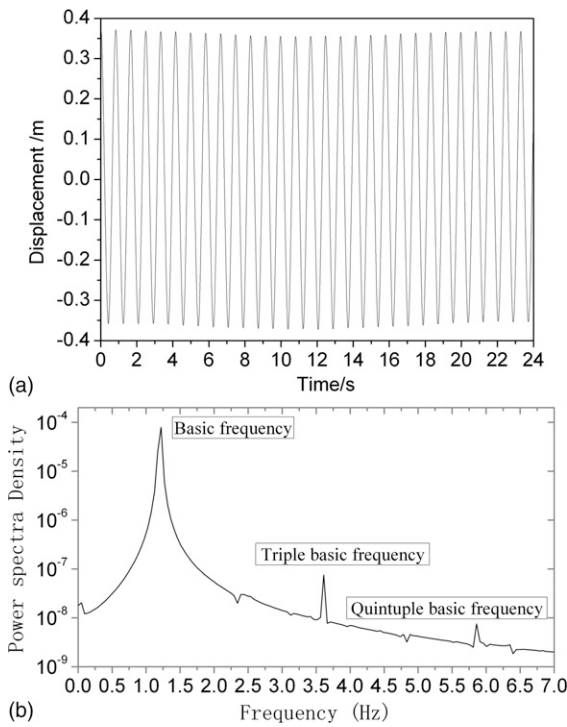 0.4
0.3
0.2
0.1
0.0
-0.1
-0.2
-0.3
-0.4
Displacement /m
0 2 4 6 8 10 12 14 16 18 20 22 24
Time/s
(a)
10-4
10-5
10-6
10-7
10-8
10-9
Power spectra Density
Basic frequency
Triple basic frequency
Quintuple basic frequency
0.0 0.5 1.0 1.5 2.0 2.5 3.0 3.5 4.0 4.5 5.0 5.5 6.0 6.5 7.0
Frequency (Hz)
(b)